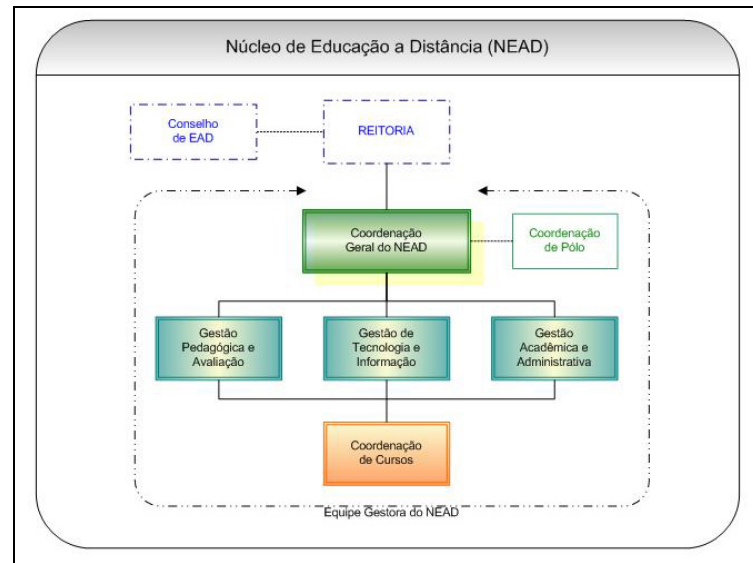 Núcleo de Educação a Distância (NEAD)
Conselho
de EAD
REITORIA
Coordenação
Geral do NEAD
Coordenação
de Pólo
Gestão
Pedagógica e
Avaliação
Gestão de
Tecnologia e
Informação
Gestão
Acadêmica e
Administrativa
Coordenação
de Cursos
Equipe Gestora do NEAD